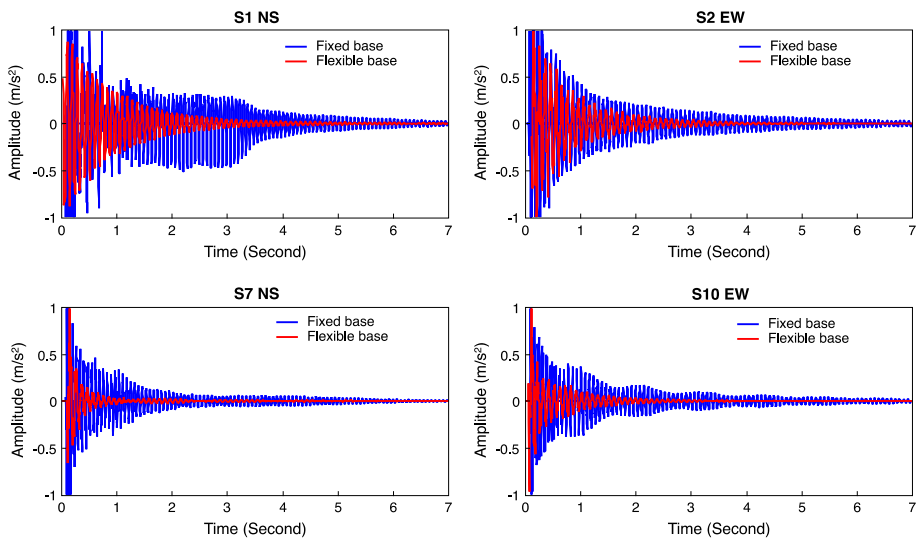 S1 NS
Fixed base
Flexible base
Amplitude (m/s²)
1
0.5
0
-0.5
-1
0 1 2 3 4 5 6 7
Time (Second)
S2 EW
Fixed base
Flexible base
Amplitude (m/s²)
1
0.5
0
-0.5
-1
0 1 2 3 4 5 6 7
Time (Second)
S7 NS
Fixed base
Flexible base
Amplitude (m/s²)
1
0.5
0
-0.5
-1
0 1 2 3 4 5 6 7
Time (Second)
S10 EW
Fixed base
Flexible base
Amplitude (m/s²)
1
0.5
0
-0.5
-1
0 1 2 3 4 5 6 7
Time (Second)